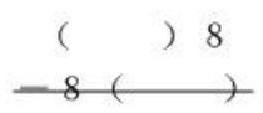 (      ) 8
— 8 (      )